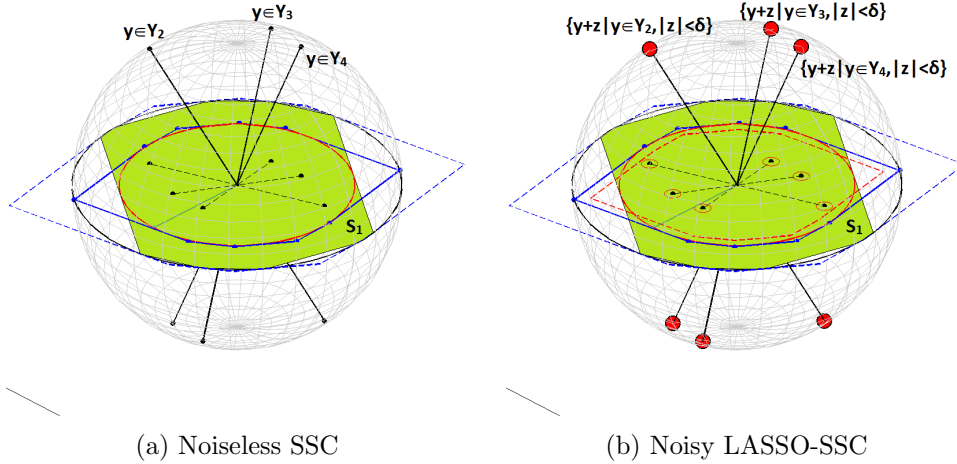 y∈Y₂
y∈Y₃
y∈Y₄
S₁
(a) Noiseless SSC
{y+z|y∈Y₂,|z|<δ}
{y+z|y∈Y₃,|z|<δ}
{y+z|y∈Y₄,|z|<δ}
S₁
(b) Noisy LASSO-SSC